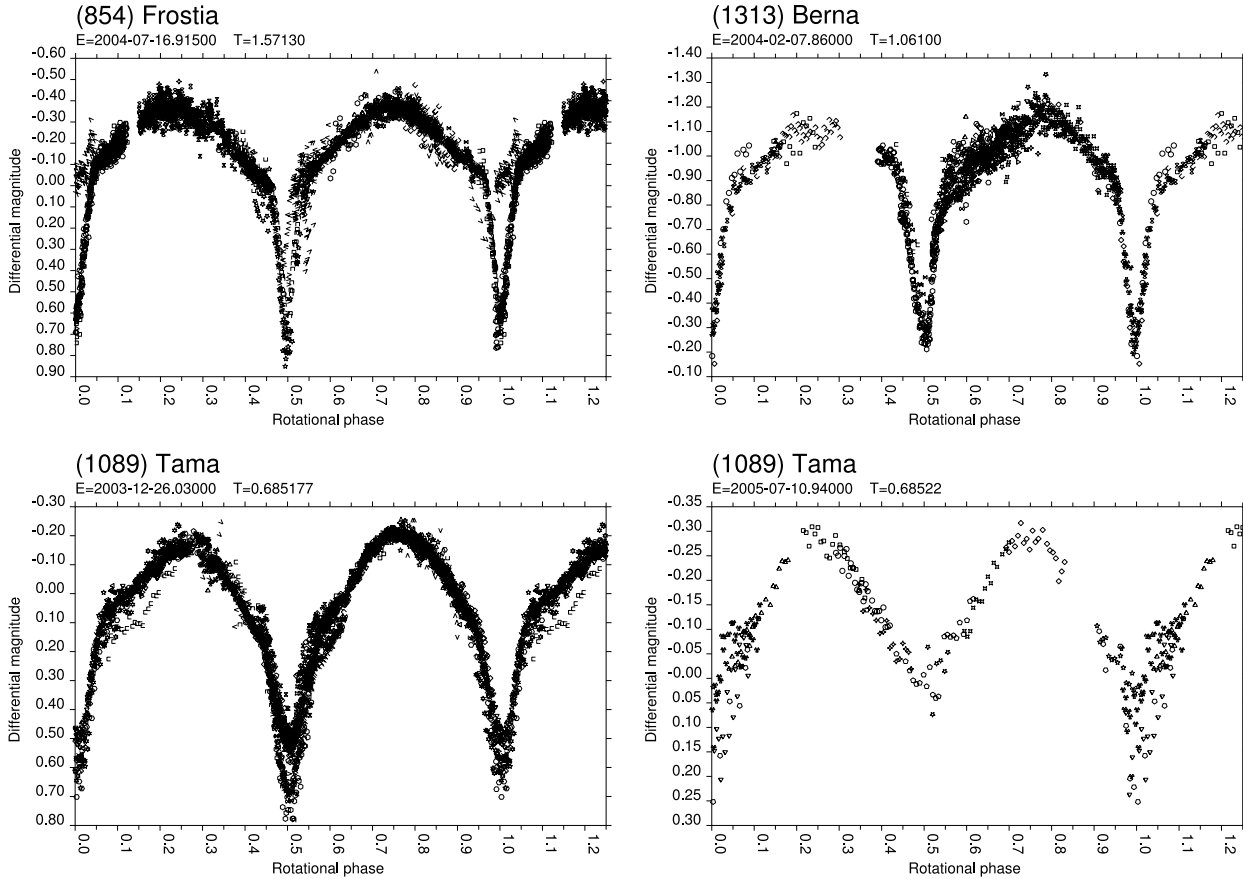 (854) Frostia
E=2004-07-16.91500 T=1.57130
-0.60
-0.50
-0.40
-0.30
-0.20
-0.10
0.00
0.10
0.20
0.30
0.40
0.50
0.60
0.70
0.80
0.90
Differential magnitude
0.0 0.1 0.2 0.3 0.4 0.5 0.6 0.7 0.8 0.9 1.0 1.1 1.2
Rotational phase
(1313) Berna
E=2004-02-07.86000 T=1.06100
-1.40
-1.30
-1.20
-1.10
-1.00
-0.90
-0.80
-0.70
-0.60
-0.50
-0.40
-0.30
-0.20
-0.10
Differential magnitude
0.0 0.1 0.2 0.3 0.4 0.5 0.6 0.7 0.8 0.9 1.0 1.1 1.2
Rotational phase
(1089) Tama
E=2003-12-26.03000 T=0.685177
-0.30
-0.20
-0.10
0.00
0.10
0.20
0.30
0.40
0.50
0.60
0.70
0.80
Differential magnitude
0.0 0.1 0.2 0.3 0.4 0.5 0.6 0.7 0.8 0.9 1.0 1.1 1.2
Rotational phase
(1089) Tama
E=2005-07-10.94000 T=0.68522
-0.35
-0.30
-0.25
-0.20
-0.15
-0.10
-0.05
-0.00
0.05
0.10
0.15
0.20
0.25
0.30
Differential magnitude
0.0 0.1 0.2 0.3 0.4 0.5 0.6 0.7 0.8 0.9 1.0 1.1 1.2
Rotational phase